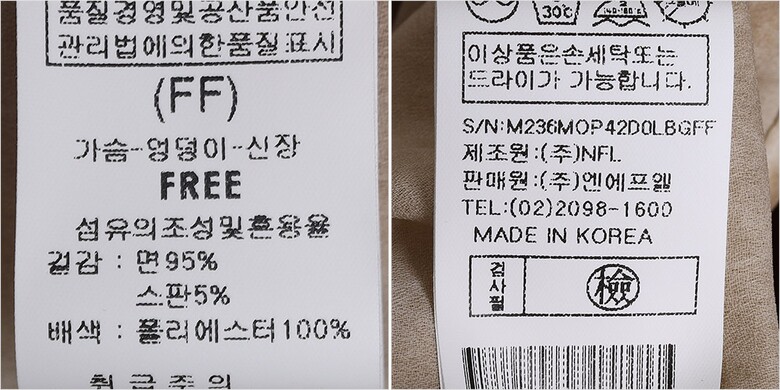 품질경영및공산품안전
관리법에의한품질표시
(FF)
가슴-엉덩이-신장
FREE
섬유의조성및혼용율
겉감 : 면95%
스판5%
배색 : 폴리에스터100%
취급주의
30℃
이상품은손세탁또는
드라이가 가능합니다.
S/N:M236MOP42D0LBGFF
제조원:(주)NFL
판매원:(주)엔에프엘
TEL:(02)2098-1600
MADE IN KOREA
검사필
檢